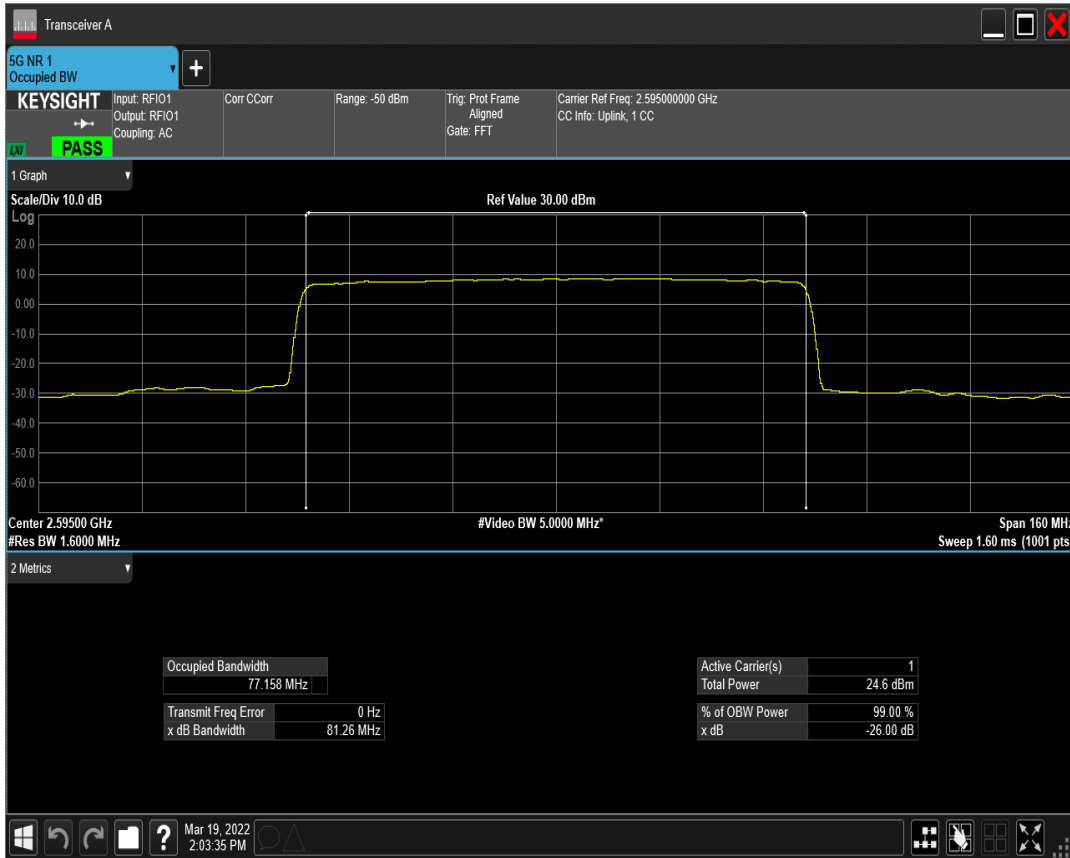 Transceiver A
5G NR 1
Occupied BW
KEYSIGHT
LXI
PASS
Input: RFIO1
Output: RFIO1
Coupling: AC
Corr CCorr
Range: -50 dBm
Trig: Prot Frame
Aligned
Gate: FFT
Carrier Ref Freq: 2.595000000 GHz
CC Info: Uplink, 1 CC
1 Graph
Scale/Div 10.0 dB
Ref Value 30.00 dBm
Log
20.0
10.0
0.00
-10.0
-20.0
-30.0
-40.0
-50.0
-60.0
Center 2.59500 GHz
#Video BW 5.0000 MHz*
Span 160 MHz
#Res BW 1.6000 MHz
Sweep 1.60 ms (1001 pts
2 Metrics
Occupied Bandwidth
77.158 MHz
Transmit Freq Error 0 Hz
x dB Bandwidth 81.26 MHz
Active Carrier(s) 1
Total Power 24.6 dBm
% of OBW Power 99.00 %
x dB -26.00 dB
?
Mar 19, 2022
2:03:35 PM